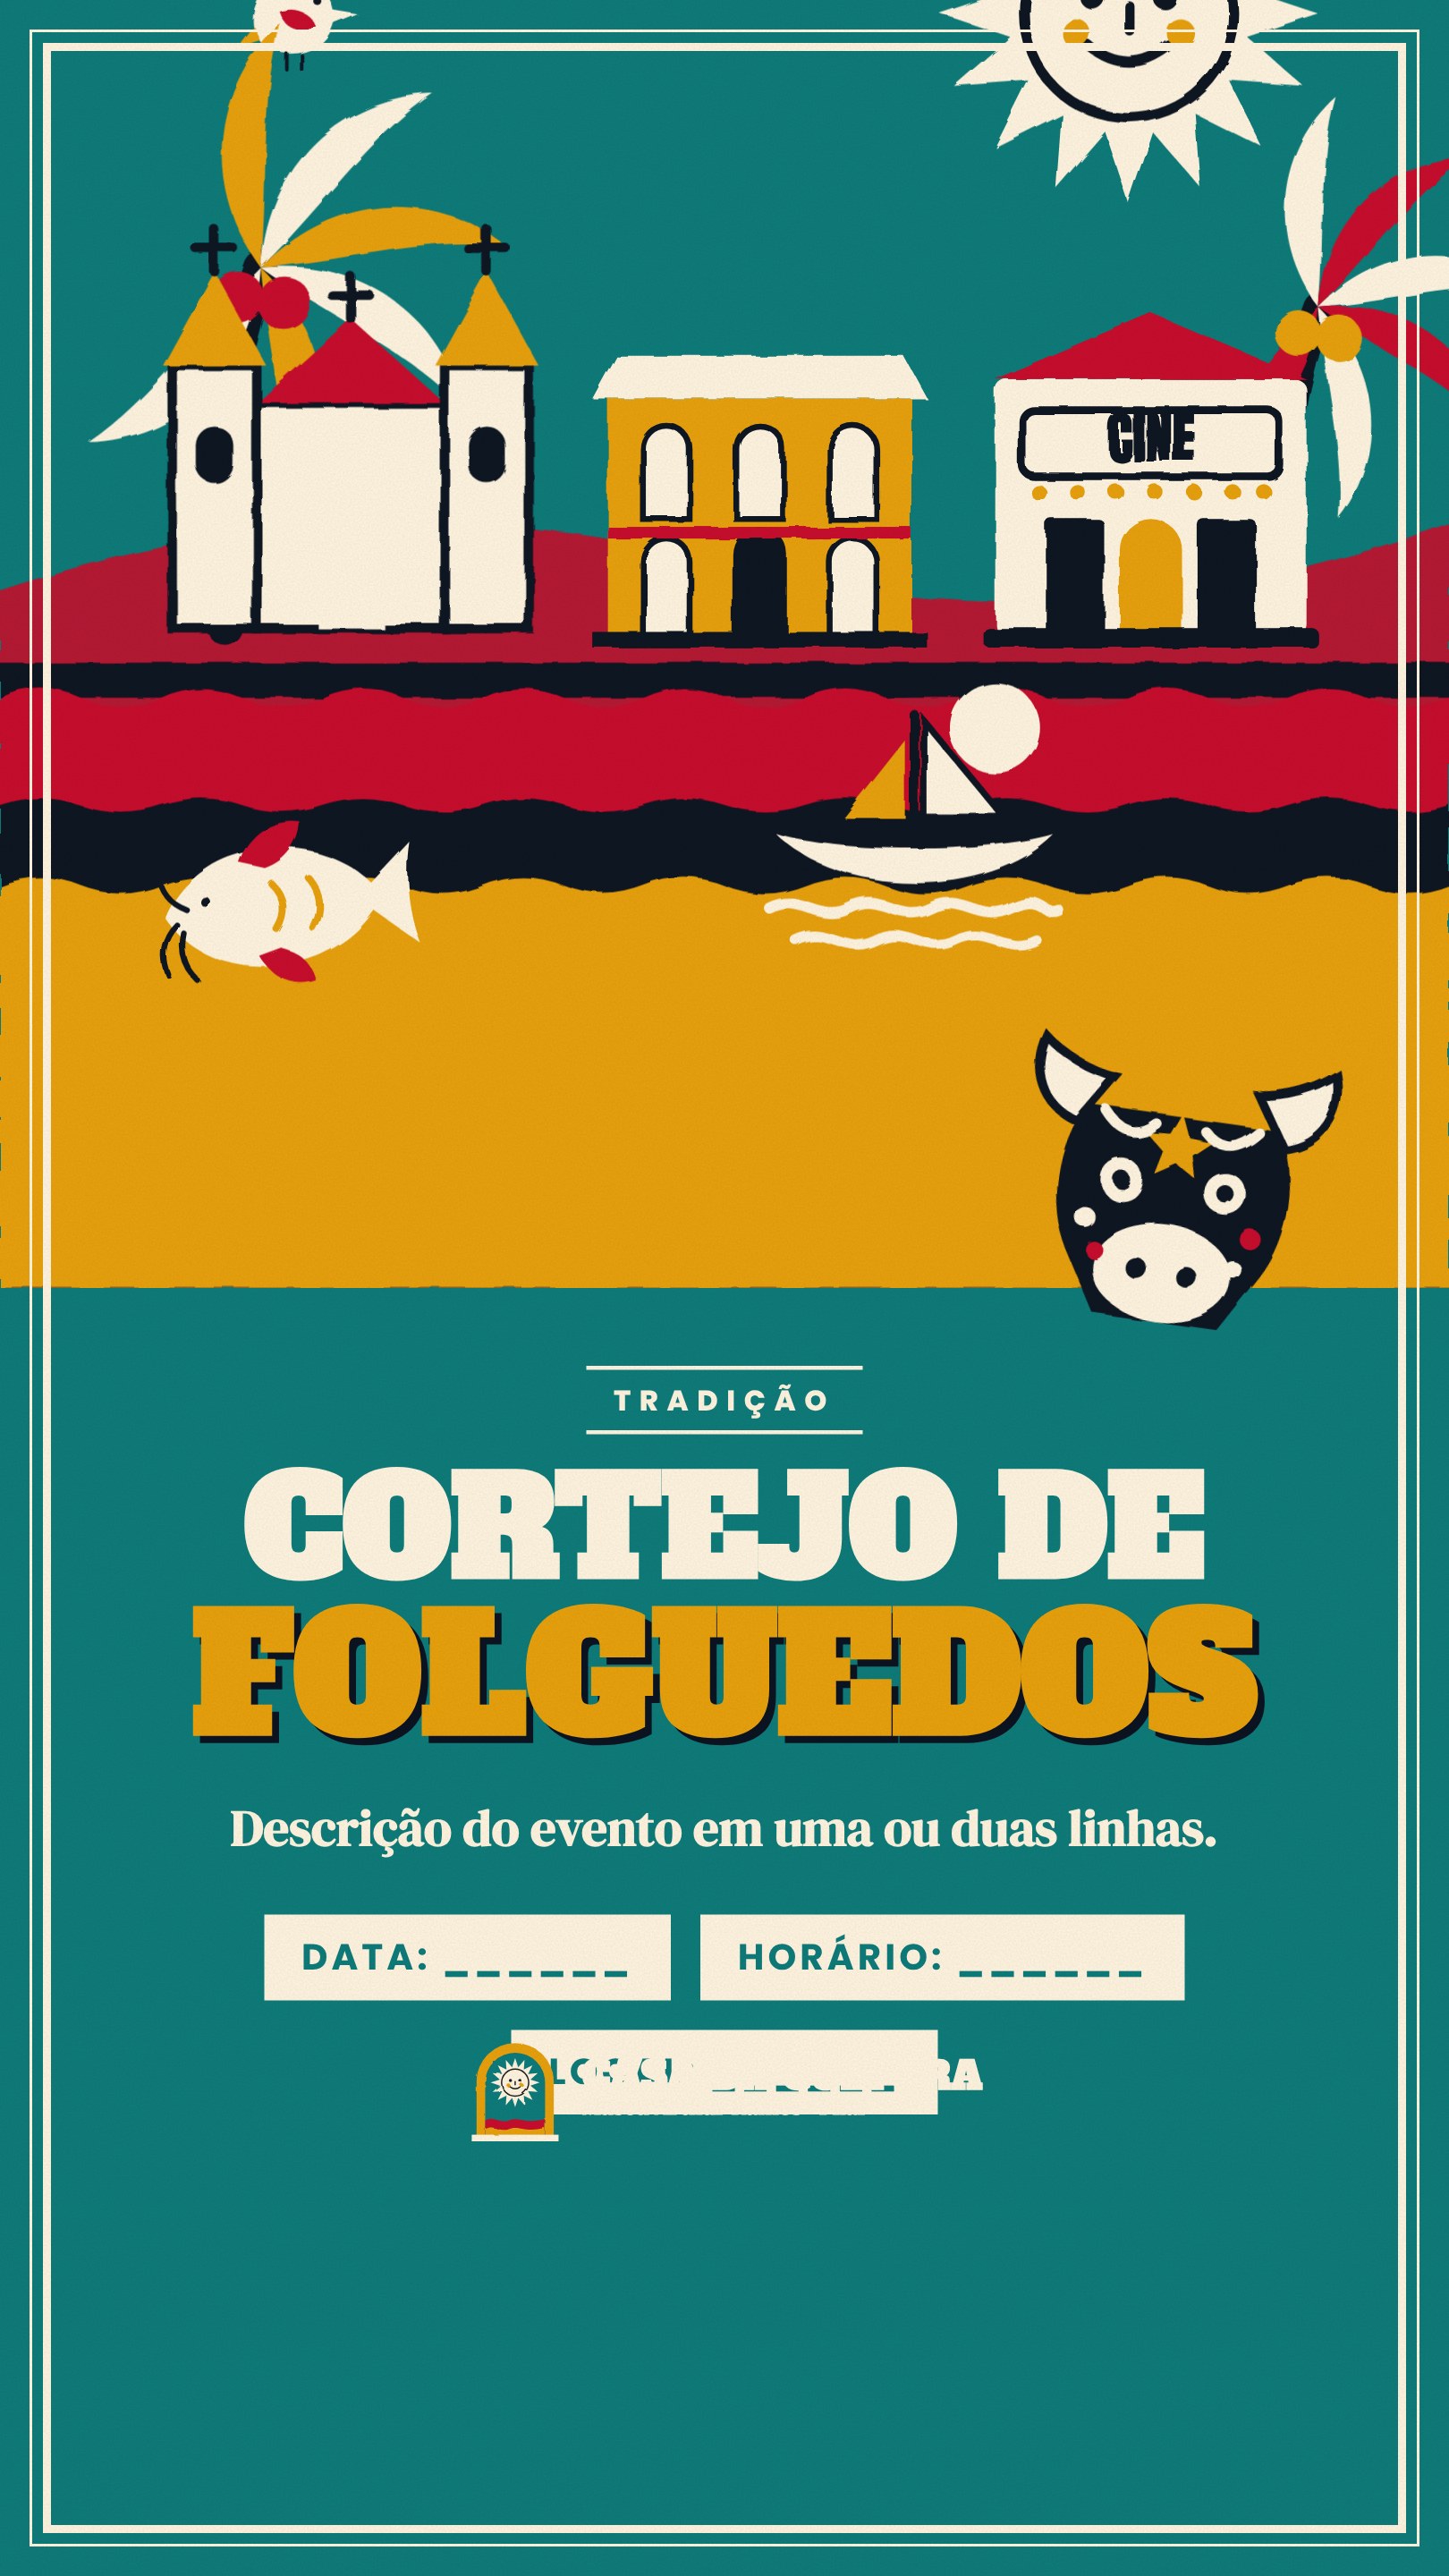 CINE
TRADIÇÃO
CORTEJO DE
FOLGUEDOS
Descrição do evento em uma ou duas linhas.
DATA: ______ HORÁRIO: ______